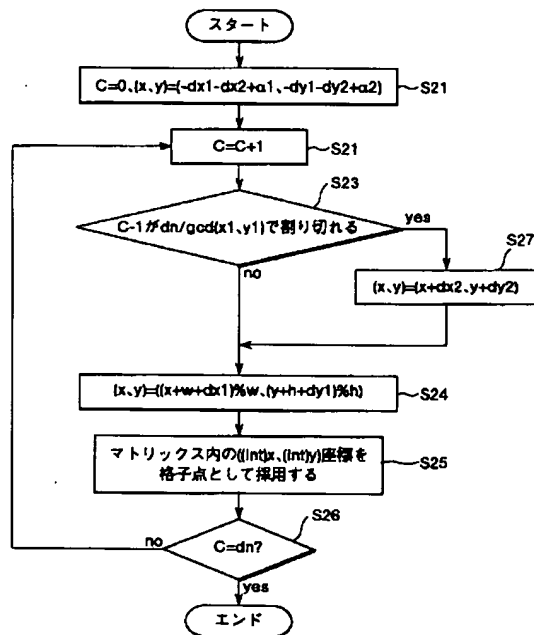 スタート
C=0、(x、y)=(-dx1-dx2+α1、-dy1-dy2+α2)
S21
C=C+1
S21
S23
C-1がdn/gcd(x1、y1)で割り切れる
yes
no
S27
(x、y)=(x+dx2、y+dy2)
(x、y)=((x+w+dx1)%w、(y+h+dy1)%h)
S24
マトリックス内の((int)x、(int)y)座標を
格子点として採用する
S25
S26
C=dn?
no
yes
エンド